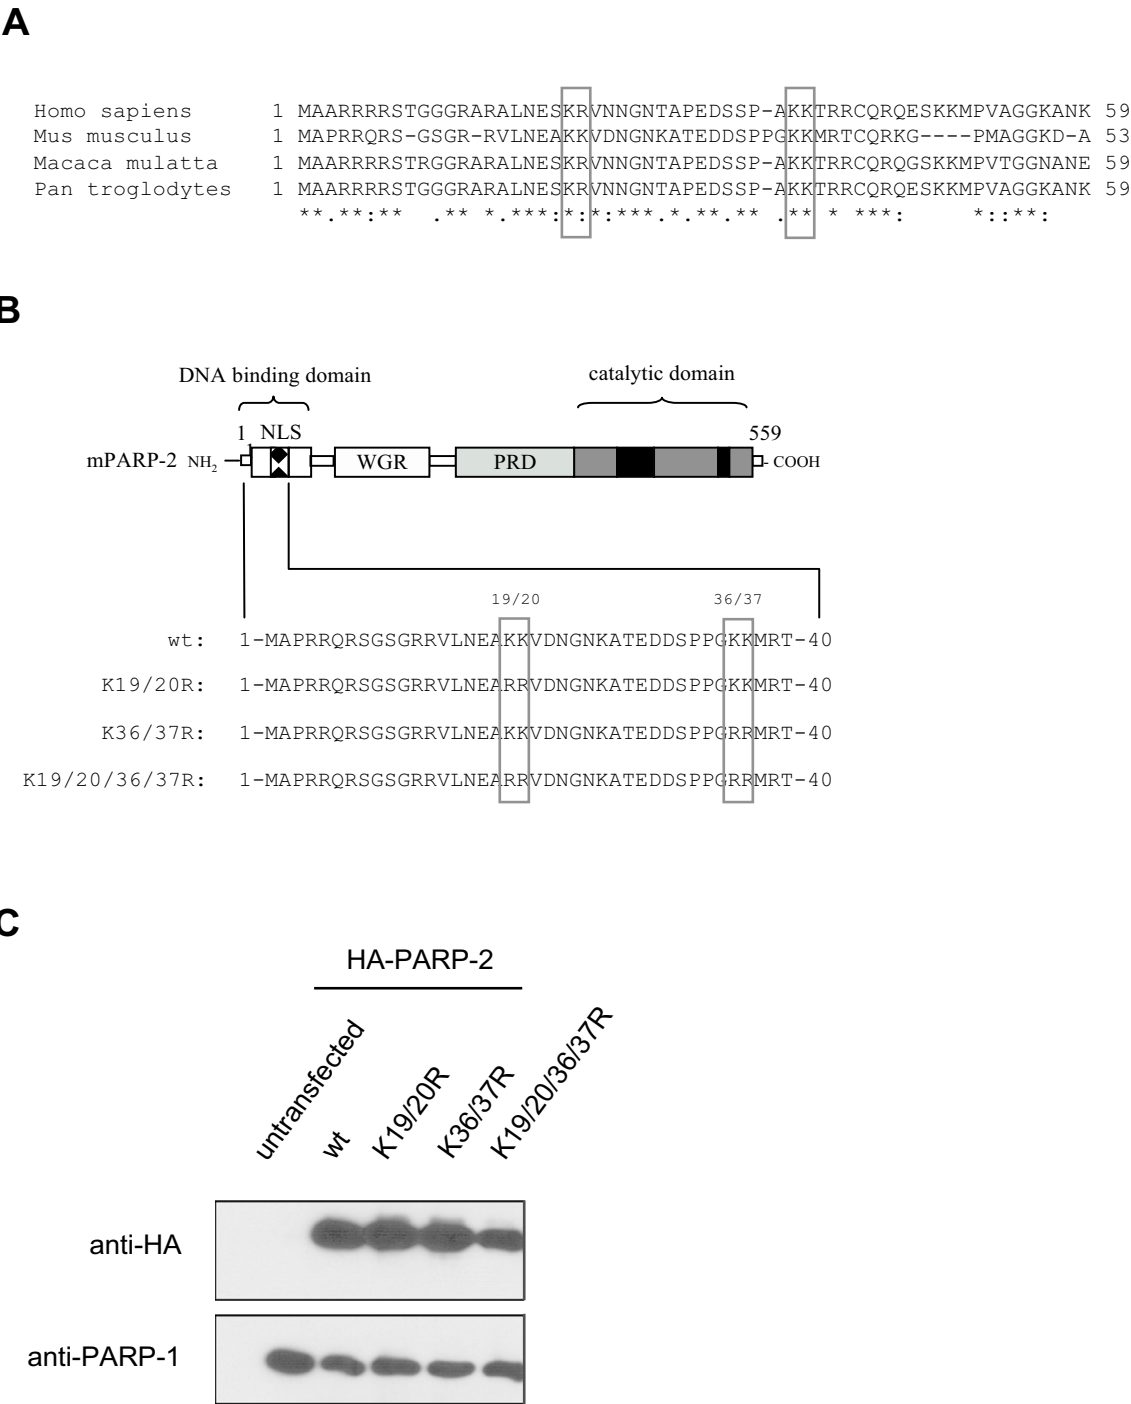 A
Homo sapiens 1 MAARRRRSTGGGRARALNESKRVNNGNTAPEDSSP-AKKTRRCQRQESKKMPVAGGKANK 59
Mus musculus 1 MAPRRQRS-GSGR-RVLNEAKKVDNGNKATEDDSPPGKKMRTCQRKG----PMAGGKD-A 53
Macaca mulatta 1 MAARRRRSTRGGRARALNESKRVNNGNTAPEDSSP-AKKTRRCQRQGSKKMPVTGGNANE 59
Pan troglodytes 1 MAARRRRSTGGGRARALNESKRVNNGNTAPEDSSP-AKKTRRCQRQESKKMPVAGGKANK 59
**.**:** .** *.***:*:*:***.*.**.** .** * ***: *::**:
B
DNA binding domain catalytic domain
1 NLS 559
mPARP-2 NH2 WGR PRD - COOH
19/20 36/37
wt: 1-MAPRRQRSGSGRRVLNEAKKVDNGNKATEDDSPPGKKMRT-40
K19/20R: 1-MAPRRQRSGSGRRVLNEARRVDNGNKATEDDSPPGKKMRT-40
K36/37R: 1-MAPRRQRSGSGRRVLNEAKKVDNGNKATEDDSPPGRRMRT-40
K19/20/36/37R: 1-MAPRRQRSGSGRRVLNEARRVDNGNKATEDDSPPGRRMRT-40
C
HA-PARP-2
untransfected
wt
K19/20R
K36/37R
K19/20/36/37R
anti-HA
anti-PARP-1